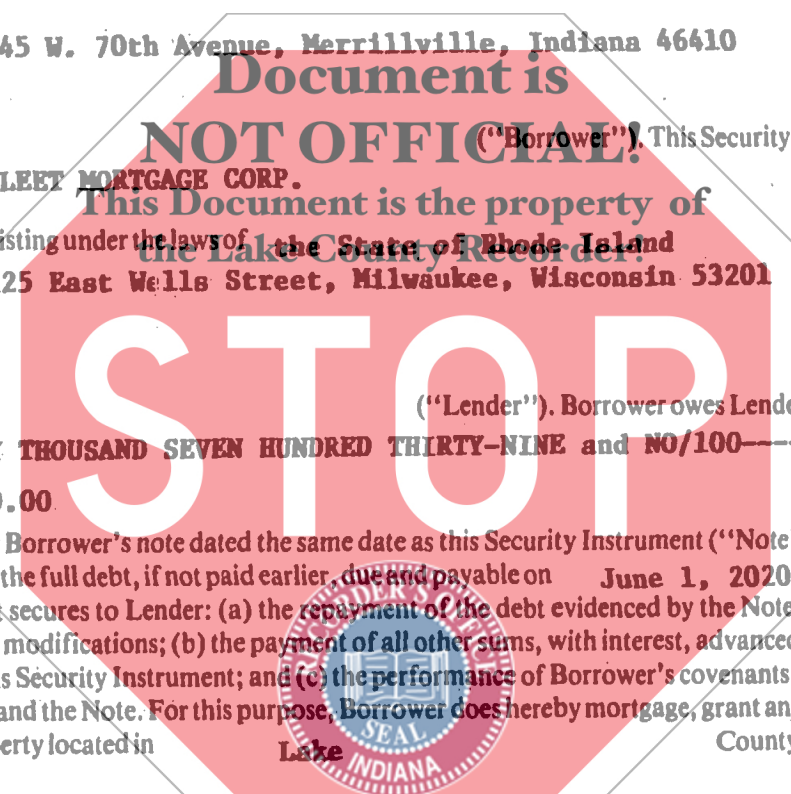 45 W. 70th Avenue, Merrillville, Indiana 46410
Document is
NOT OFFICIAL!
("Borrower"). This Security
LEET MORTGAGE CORP.
This Document is the property of
the Lake County Recorder!
isting under the laws of the State of Rhode Island
25 East Wells Street, Milwaukee, Wisconsin 53201
STOP
("Lender"). Borrower owes Lende
THOUSAND SEVEN HUNDRED THIRTY-NINE and NO/100----
.00
Borrower's note dated the same date as this Security Instrument ("Note
the full debt, if not paid earlier, due and payable on June 1, 2020
secures to Lender: (a) the repayment of the debt evidenced by the Note
modifications; (b) the payment of all other sums, with interest, advanced
s Security Instrument; and (c) the performance of Borrower's covenants
and the Note. For this purpose, Borrower does hereby mortgage, grant an
erty located in Lake County
RECORDER'S OFFICE
SEAL
INDIANA